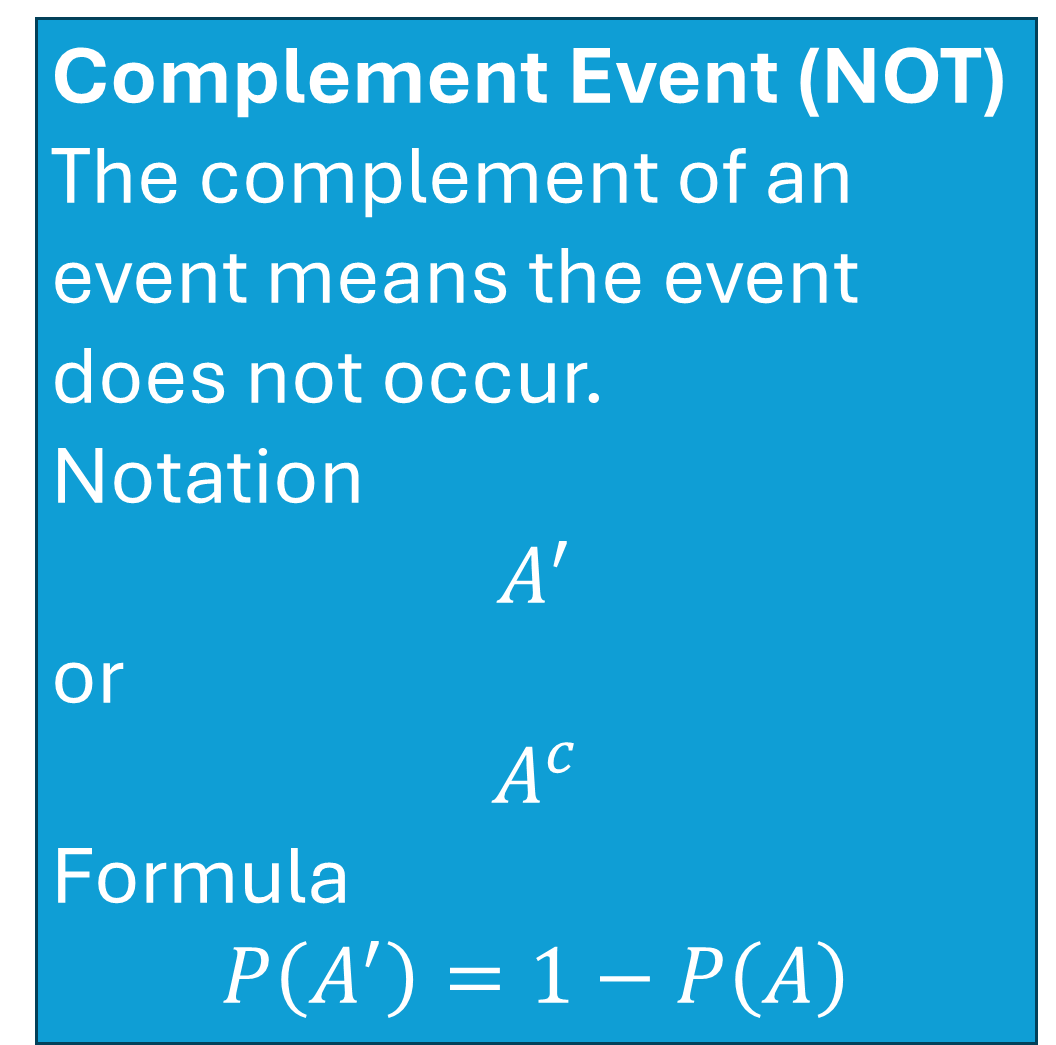 Complement Event (NOT)
The complement of an
event means the event
does not occur.
Notation
A′
or
Aᶜ
Formula
P(A′) = 1 − P(A)